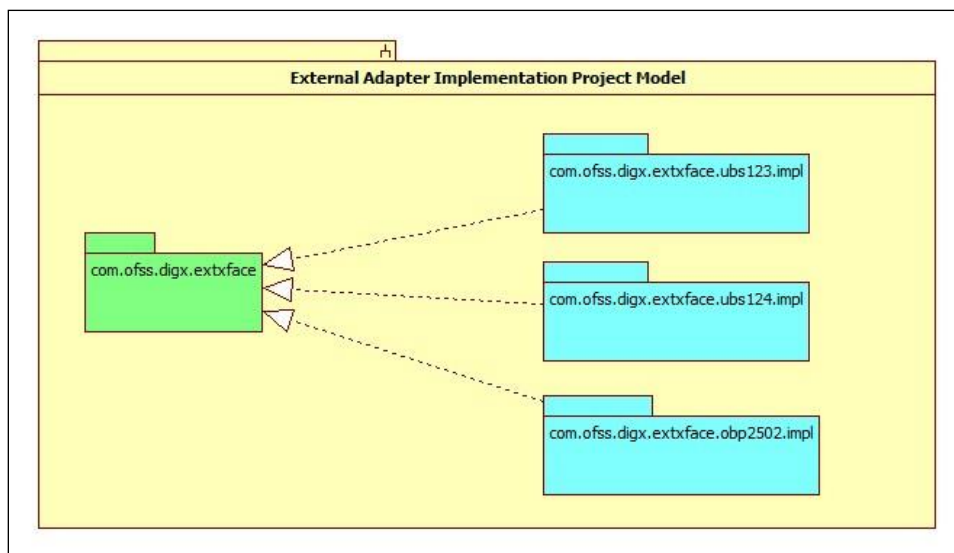 External Adapter Implementation Project Model
com.ofss.digx.extxface.ubs123.impl
com.ofss.digx.extxface
com.ofss.digx.extxface.ubs124.impl
com.ofss.digx.extxface.obp2502.impl